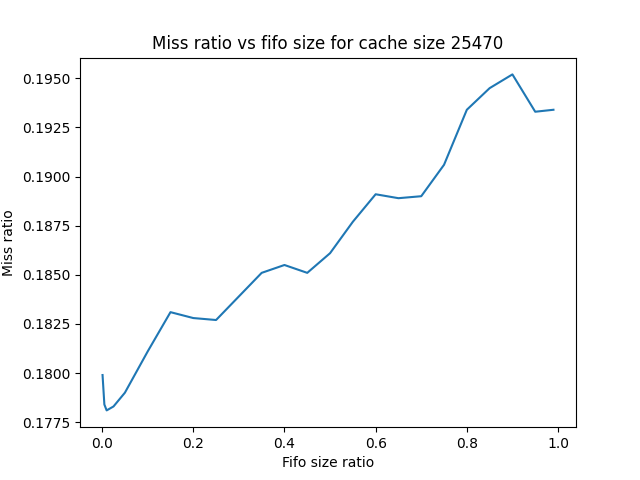 Miss ratio vs fifo size for cache size 25470
0.1950
0.1925
0.1900
0.1875
0.1850
0.1825
0.1800
0.1775
Miss ratio
0.0 0.2 0.4 0.6 0.8 1.0
Fifo size ratio